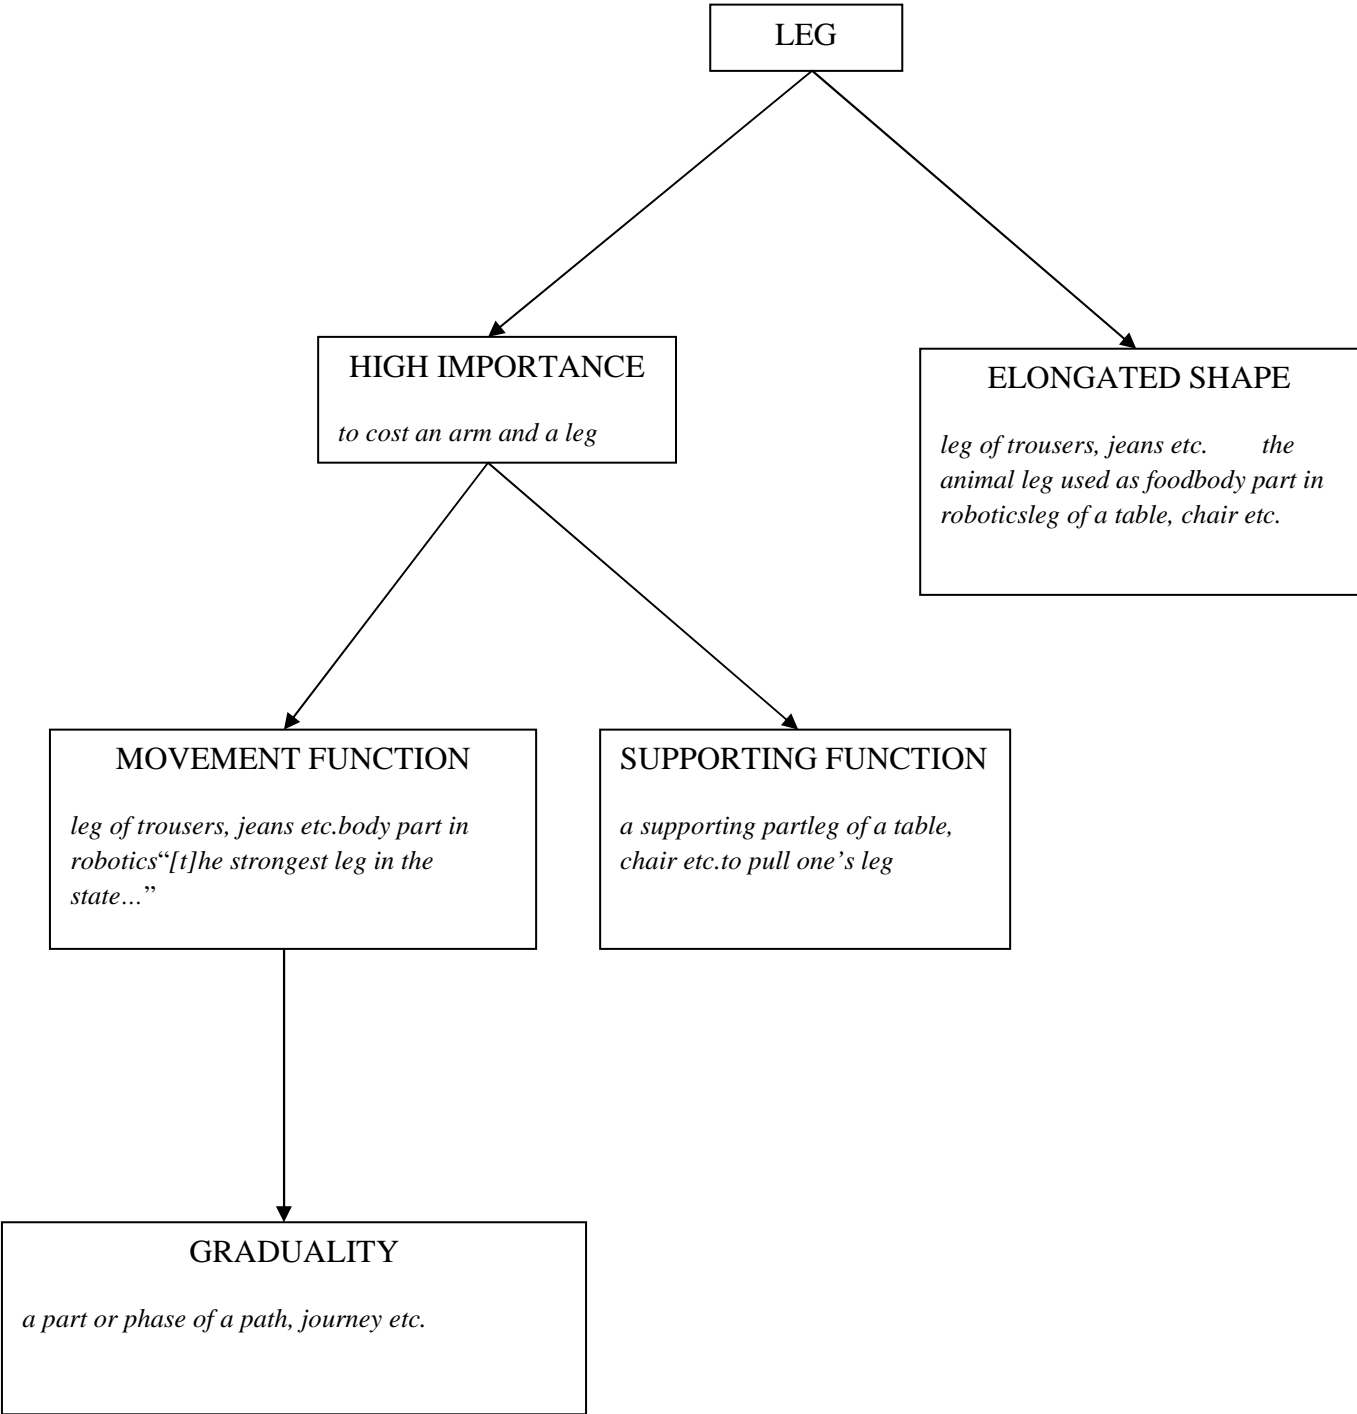 LEG
HIGH IMPORTANCE
to cost an arm and a leg
ELONGATED SHAPE
leg of trousers, jeans etc. the
animal leg used as foodbody part in
roboticsleg of a table, chair etc.
MOVEMENT FUNCTION
leg of trousers, jeans etc.body part in
robotics“[t]he strongest leg in the
state…”
SUPPORTING FUNCTION
a supporting partleg of a table,
chair etc.to pull one’s leg
GRADUALITY
a part or phase of a path, journey etc.